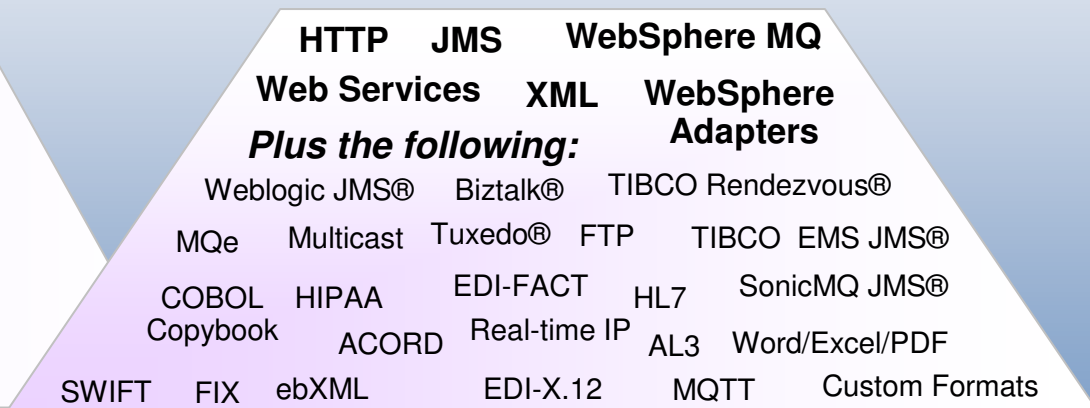 HTTP JMS WebSphere MQ
Web Services XML WebSphere Adapters
Plus the following:
Weblogic JMS® Biztalk® TIBCO Rendezvous®
MQe Multicast Tuxedo® FTP TIBCO EMS JMS®
COBOL Copybook HIPAA EDI-FACT HL7 SonicMQ JMS®
ACORD Real-time IP AL3 Word/Excel/PDF
SWIFT FIX ebXML EDI-X.12 MQTT Custom Formats